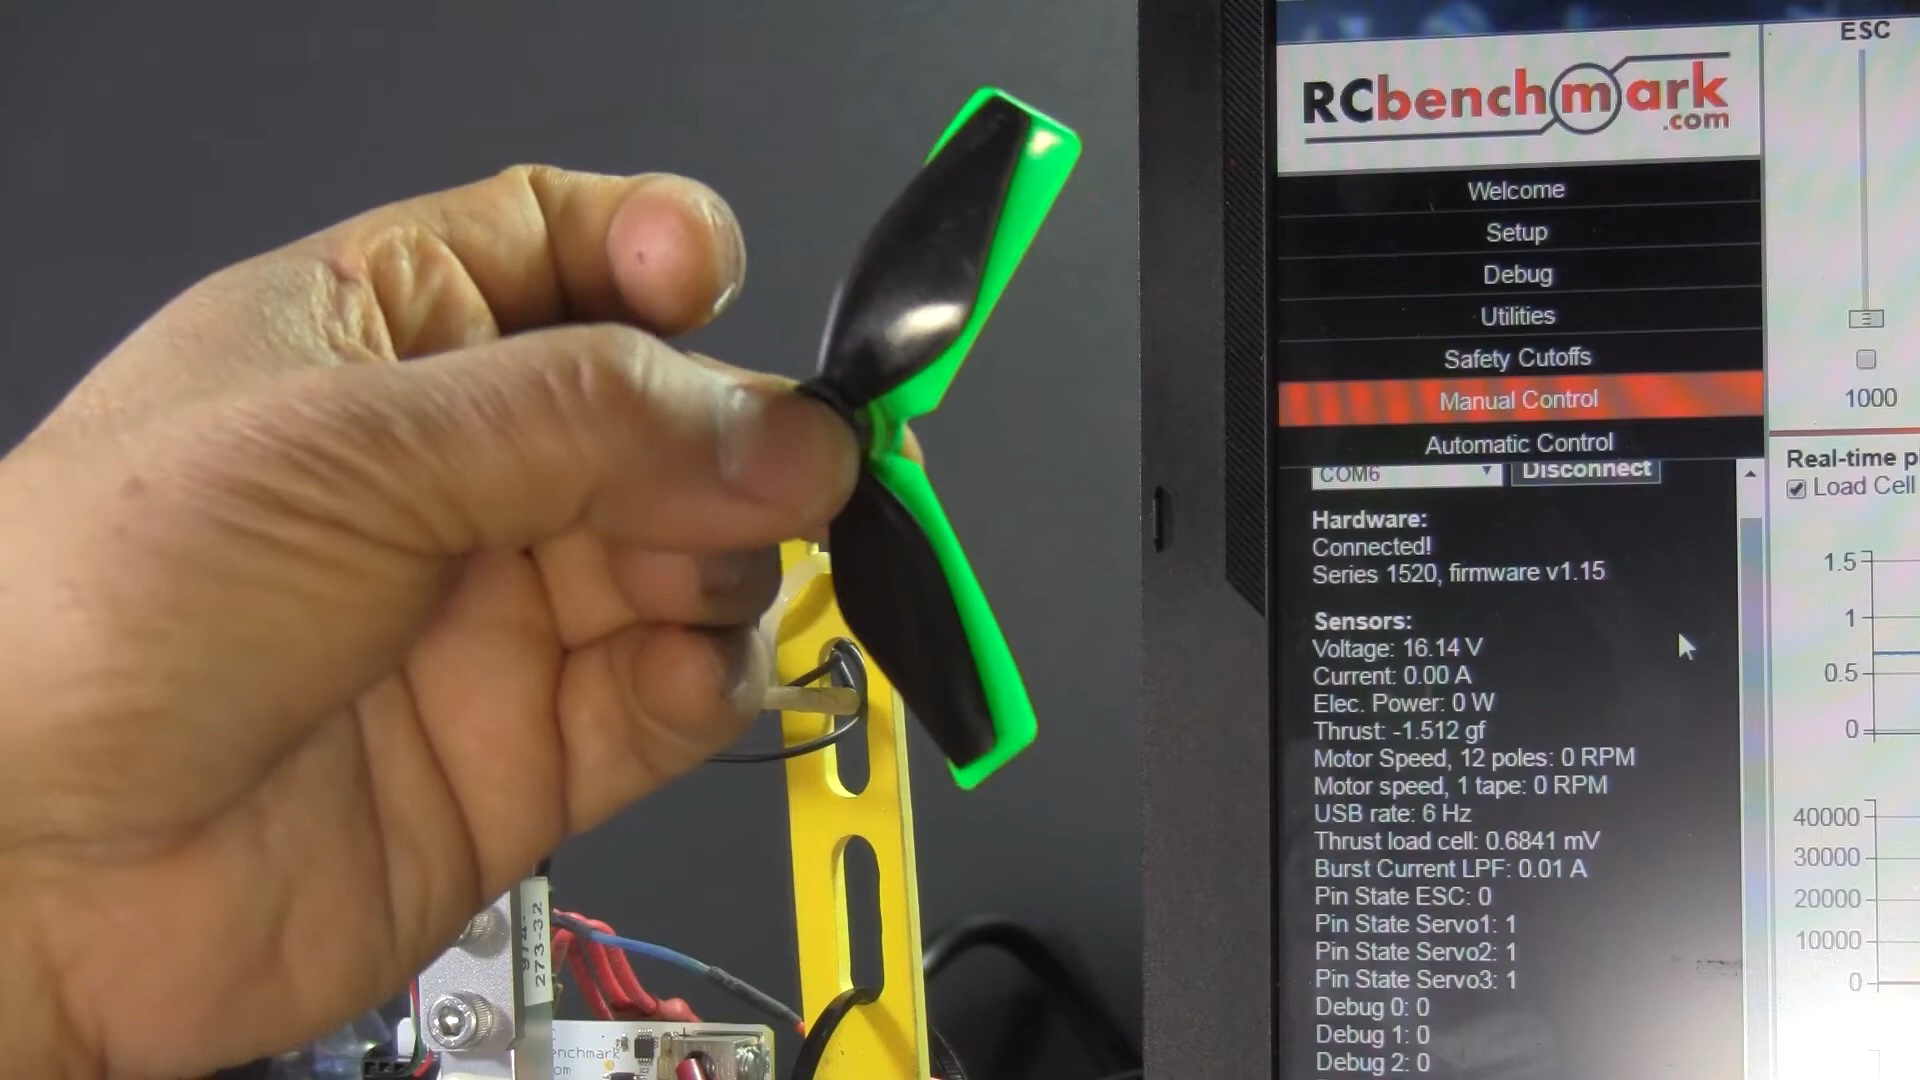 RCbenchmark
.com
Welcome
Setup
Debug
Utilities
Safety Cutoffs
Manual Control
Automatic Control
COM6
Disconnect
Hardware:
Connected!
Series 1520, firmware v1.15
Sensors:
Voltage: 16.14 V
Current: 0.00 A
Elec. Power: 0 W
Thrust: -1.512 gf
Motor Speed, 12 poles: 0 RPM
Motor speed, 1 tape: 0 RPM
USB rate: 6 Hz
Thrust load cell: 0.6841 mV
Burst Current LPF: 0.01 A
Pin State ESC: 0
Pin State Servo1: 1
Pin State Servo2: 1
Pin State Servo3: 1
Debug 0: 0
Debug 1: 0
Debug 2: 0
ESC
1000
Real-time p
Load Cell
1.5
1
0.5
0
40000
30000
20000
10000
0
273-32
enchmark
om